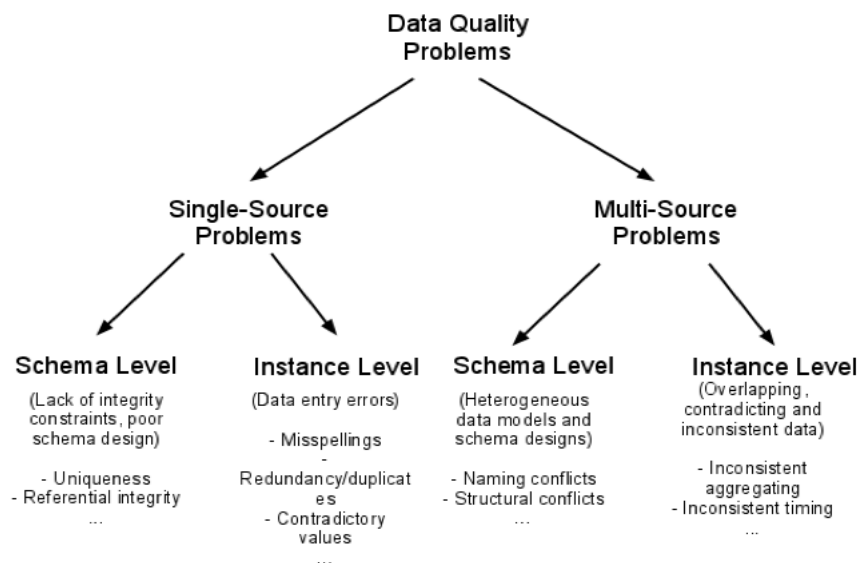 Data Quality
Problems
Single-Source
Problems
Multi-Source
Problems
Schema Level
(Lack of integrity
constraints, poor
schema design)
- Uniqueness
- Referential integrity
...
Instance Level
(Data entry errors)
- Misspellings
-
Redundancy/duplicat
es
- Contradictory
values
...
Schema Level
(Heterogeneous
data models and
schema designs)
- Naming conflicts
- Structural conflicts
...
Instance Level
(Overlapping,
contradicting and
inconsistent data)
- Inconsistent
aggregating
- Inconsistent timing
...